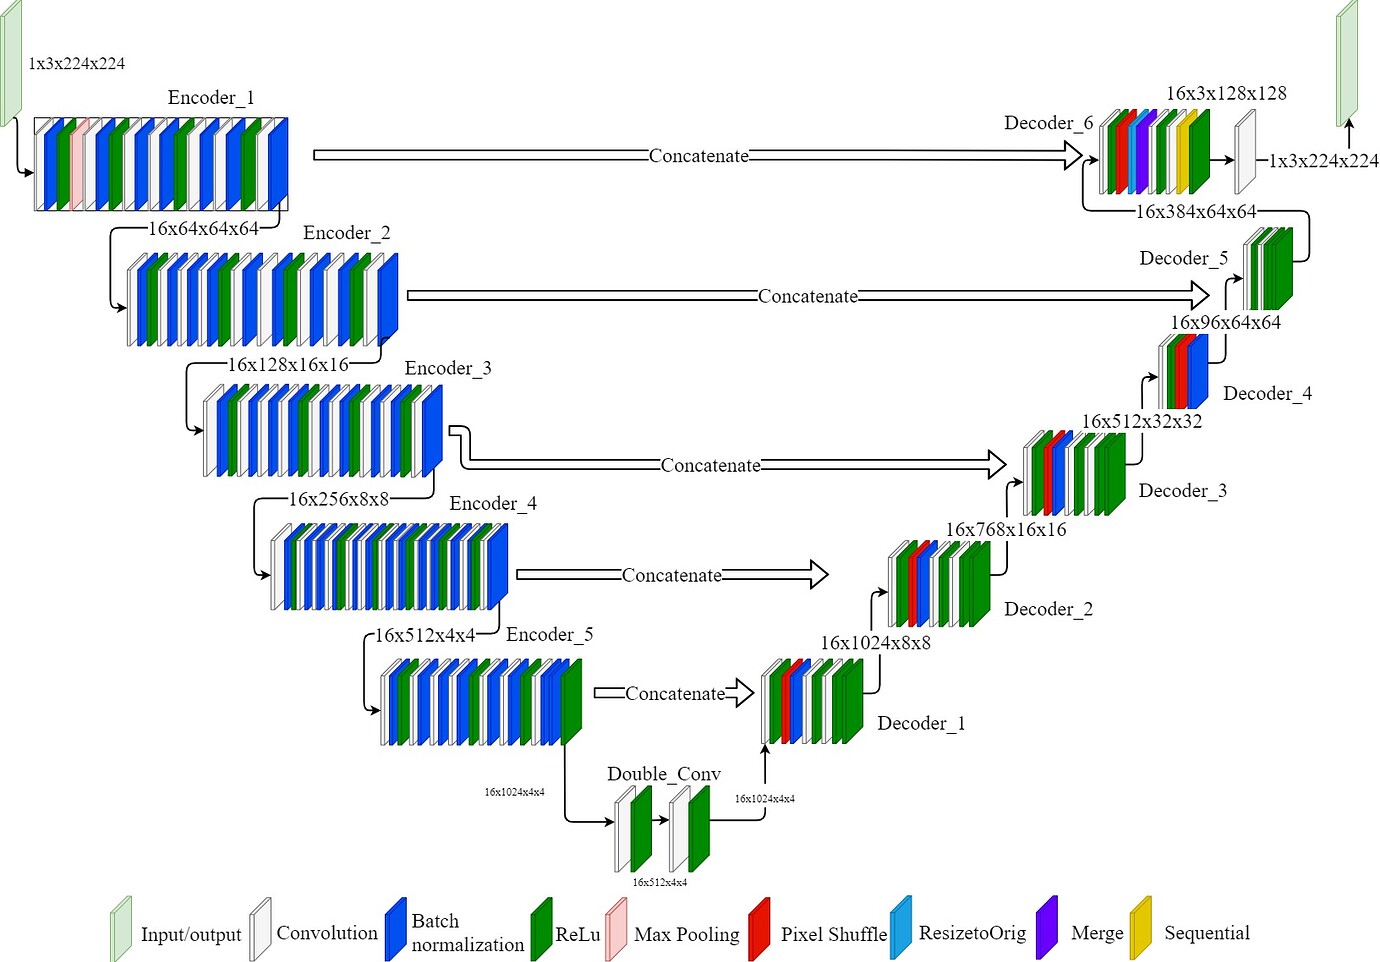 1x3x224x224
Encoder_1
16x3x128x128
Decoder_6
Concatenate
1x3x224x224
16x384x64x64
16x64x64x64
Encoder_2
Decoder_5
Concatenate
16x96x64x64
16x128x16x16
Encoder_3
Decoder_4
16x512x32x32
Concatenate
Decoder_3
16x256x8x8
Encoder_4
16x768x16x16
Concatenate
Decoder_2
16x512x4x4
Encoder_5
16x1024x8x8
Concatenate
Decoder_1
Double_Conv
16x1024x4x4
16x1024x4x4
16x512x4x4
Input/output
Convolution
Batch
normalization
ReLu
Max Pooling
Pixel Shuffle
ResizetoOrig
Merge
Sequential